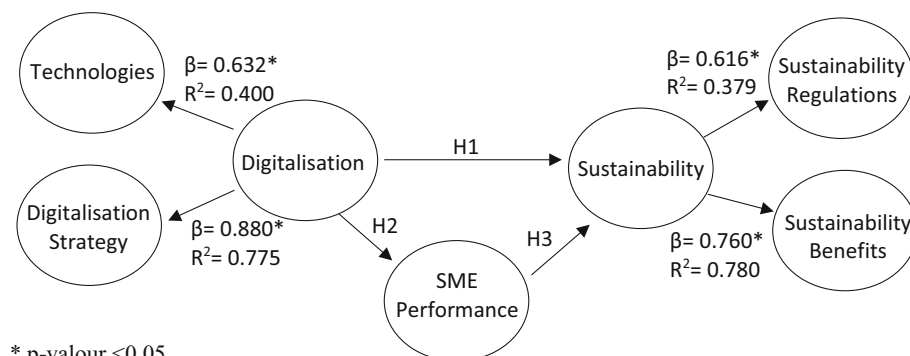 Technologies
β= 0.632*
R²= 0.400
β= 0.616*
R²= 0.379
Sustainability
Regulations
Digitalisation
H1
Sustainability
Digitalisation
Strategy
β= 0.880*
R²= 0.775
H2
H3
β= 0.760*
R²= 0.780
Sustainability
Benefits
SME
Performance
* p-valour <0.05